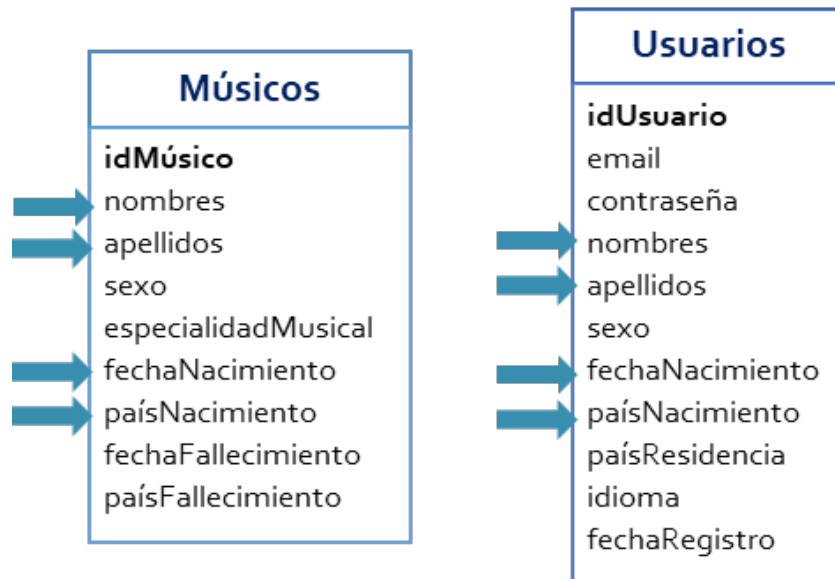 Músicos
idMúsico
nombres
apellidos
sexo
especialidadMusical
fechaNacimiento
paísNacimiento
fechaFallecimiento
paísFallecimiento
Usuarios
idUsuario
email
contraseña
nombres
apellidos
sexo
fechaNacimiento
paísNacimiento
paísResidencia
idioma
fechaRegistro